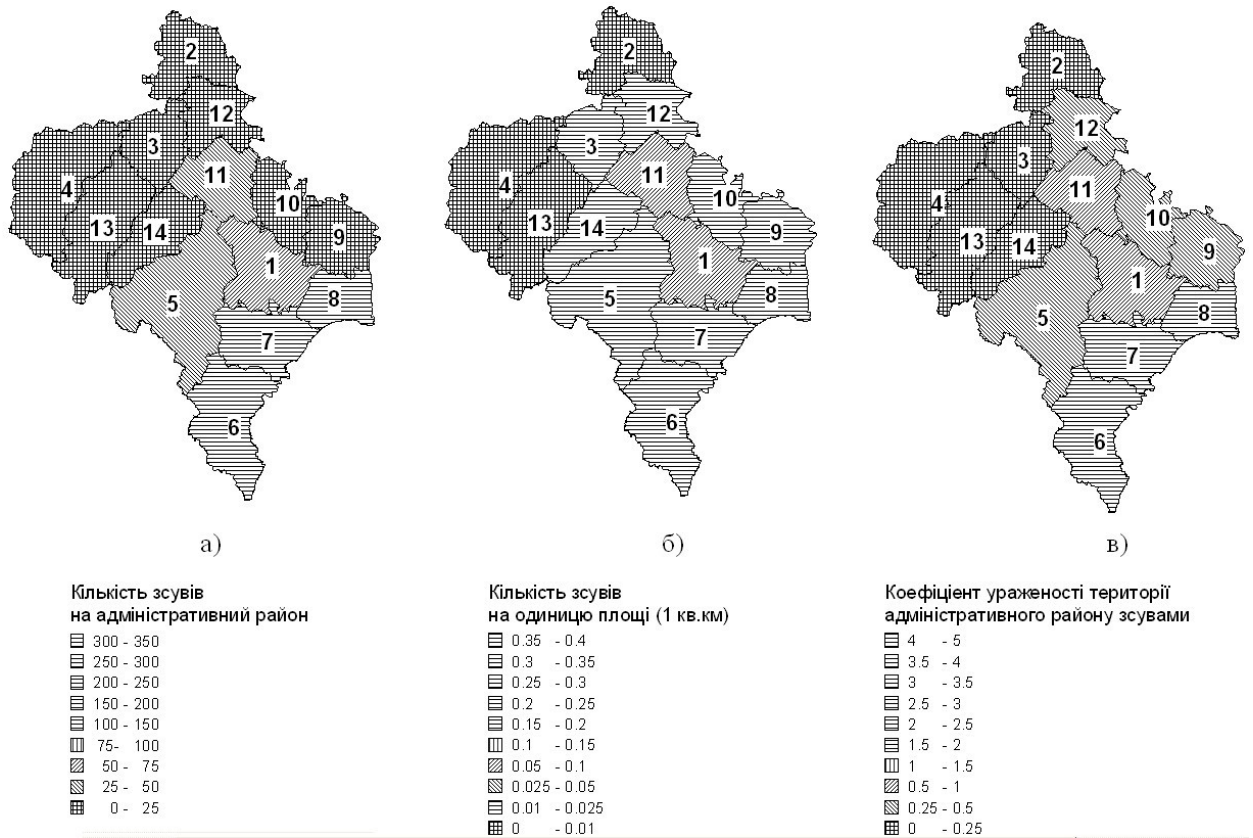 2
12
3
4
11
10
13
14
9
1
5
8
7
6
2
12
3
11
4
10
13
14
9
1
5
8
7
6
2
12
3
11
4
10
13
14
9
1
5
8
7
6
а)
б)
в)
Кількість зсувів
на адміністративний район
300 - 350
250 - 300
200 - 250
150 - 200
100 - 150
75- 100
50 - 75
25 - 50
0 - 25
Кількість зсувів
на одиницю площі (1 кв.км)
0.35 - 0.4
0.3 - 0.35
0.25 - 0.3
0.2 - 0.25
0.15 - 0.2
0.1 - 0.15
0.05 - 0.1
0.025 - 0.05
0.01 - 0.025
0 - 0.01
Коефіцієнт ураженості території
адміністративного району зсувами
4 - 5
3.5 - 4
3 - 3.5
2.5 - 3
2 - 2.5
1.5 - 2
1 - 1.5
0.5 - 1
0.25 - 0.5
0 - 0.25